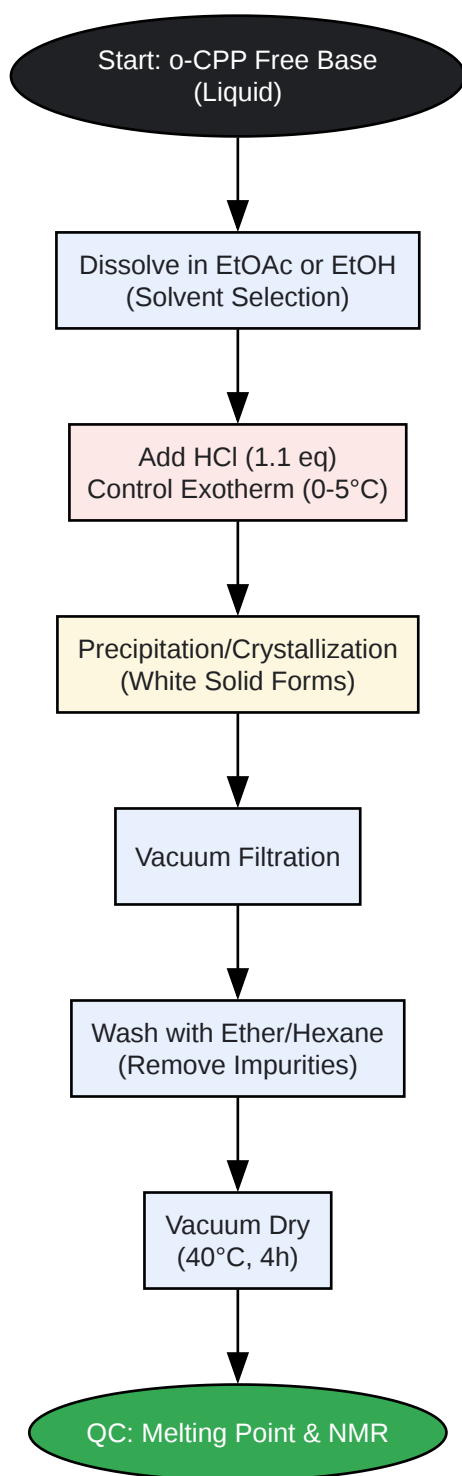 Start: o-CPP Free Base
(Liquid)
Dissolve in EtOAc or EtOH
(Solvent Selection)
Add HCl (1.1 eq)
Control Exotherm (0-5°C)
Precipitation/Crystallization
(White Solid Forms)
Vacuum Filtration
Wash with Ether/Hexane
(Remove Impurities)
Vacuum Dry
(40°C, 4h)
QC: Melting Point & NMR